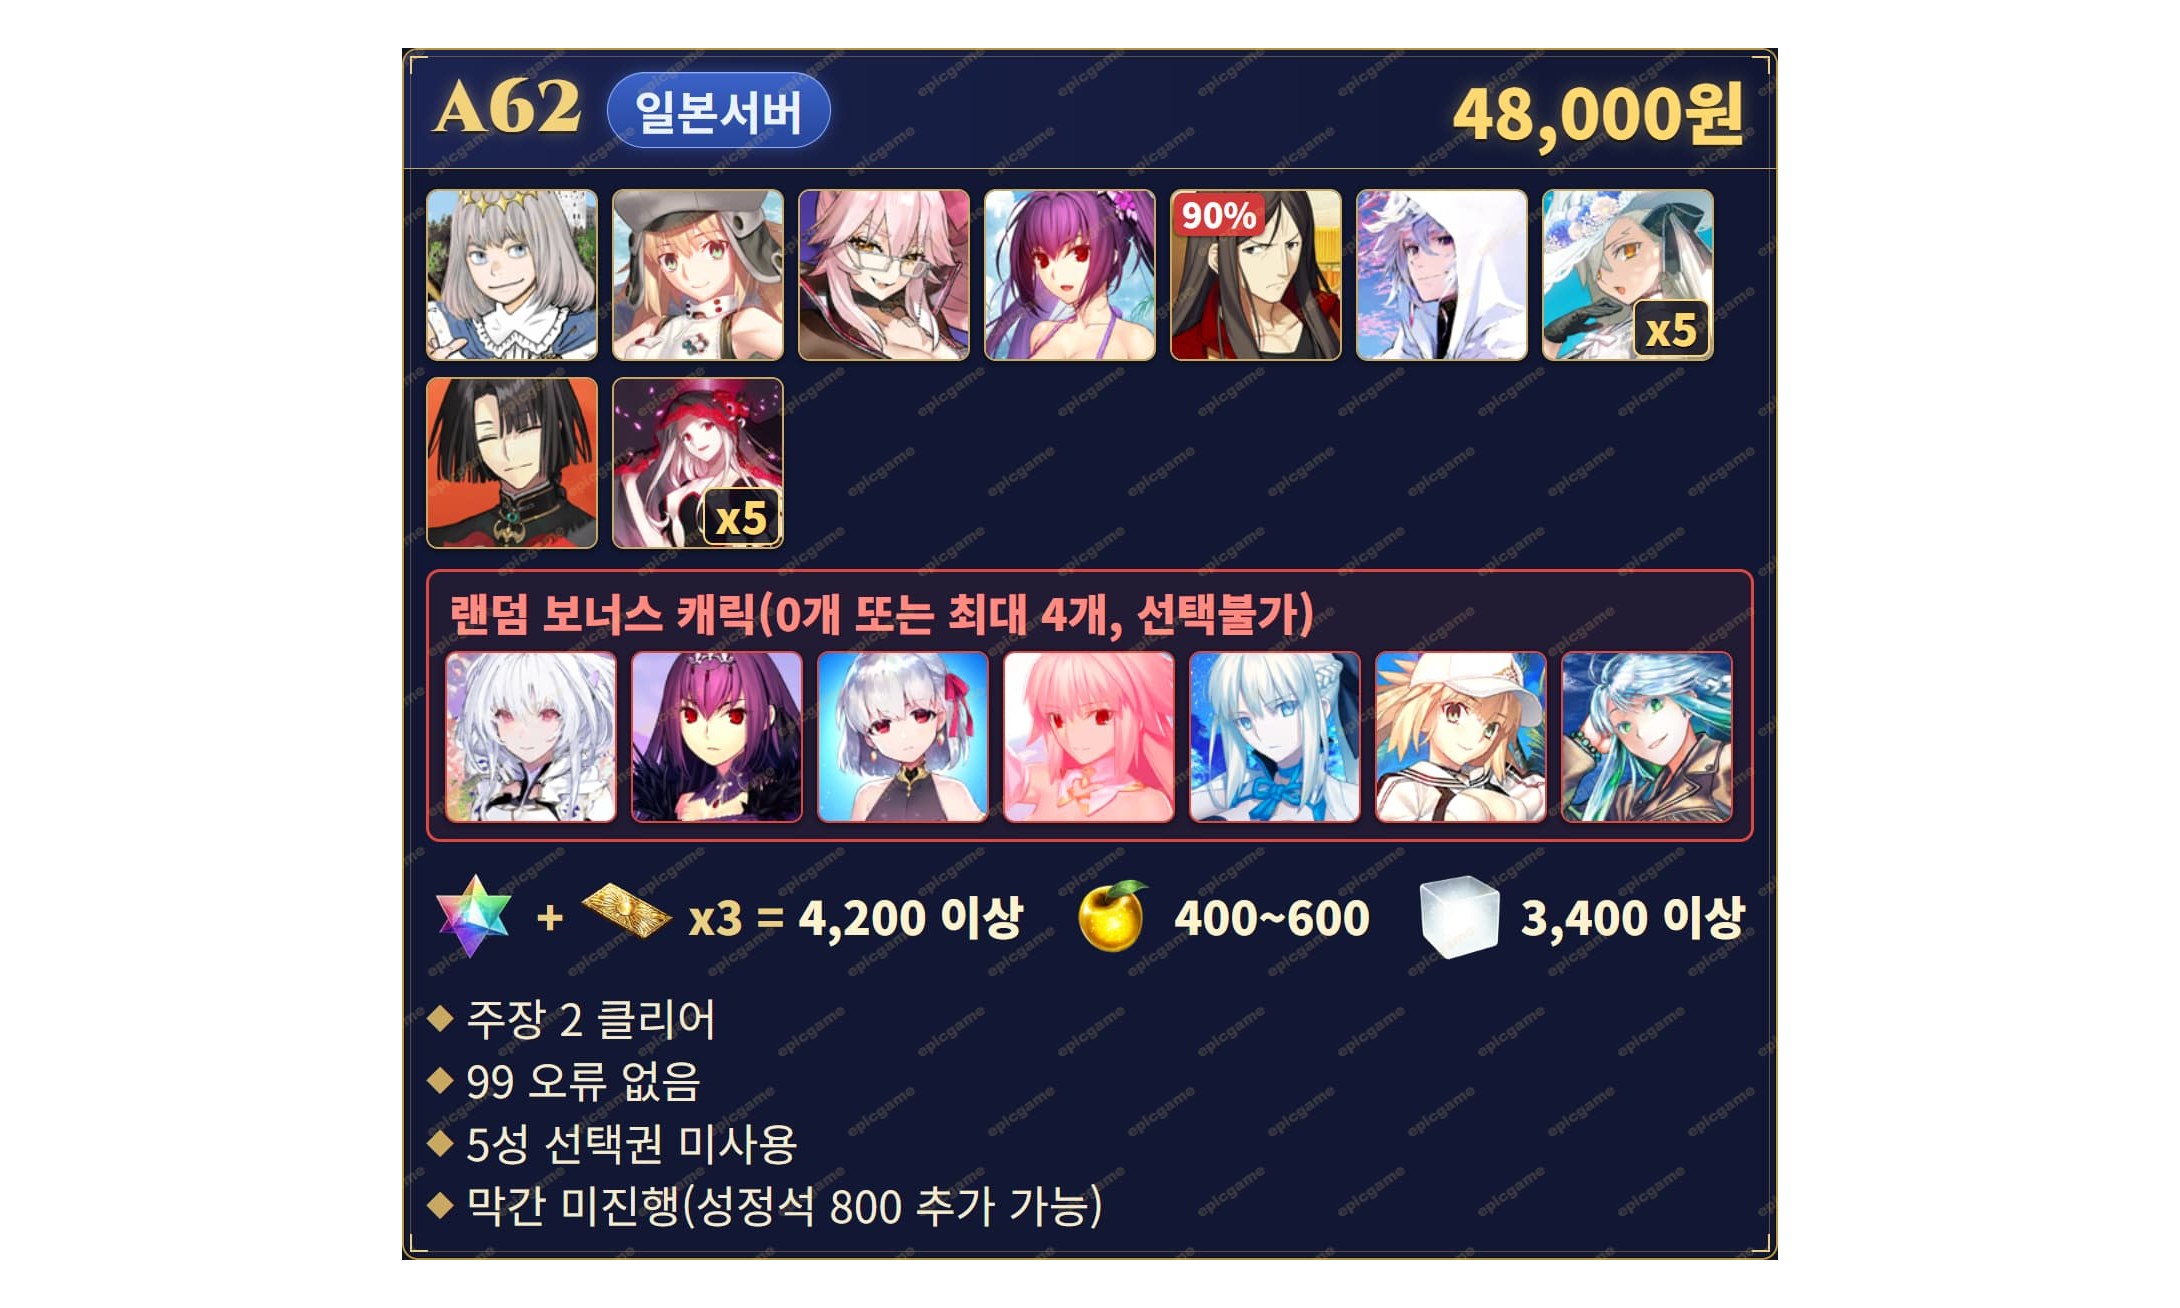 A62 일본서버 48,000원
90%
x5
x5
랜덤 보너스 캐릭(0개 또는 최대 4개, 선택불가)
+ x3 = 4,200 이상 400~600 3,400 이상
주장 2 클리어
99 오류 없음
5성 선택권 미사용
막간 미진행(성정석 800 추가 가능)
epicgame